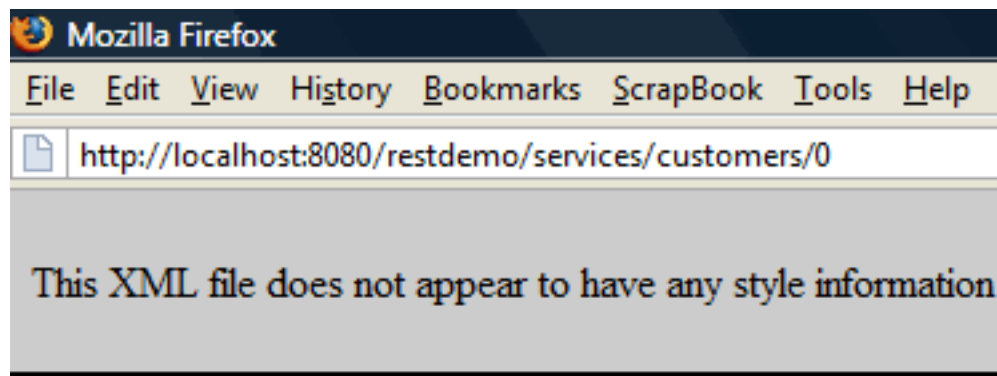 Mozilla Firefox
File Edit View History Bookmarks ScrapBook Tools Help
http://localhost:8080/restdemo/services/customers/0
This XML file does not appear to have any style information